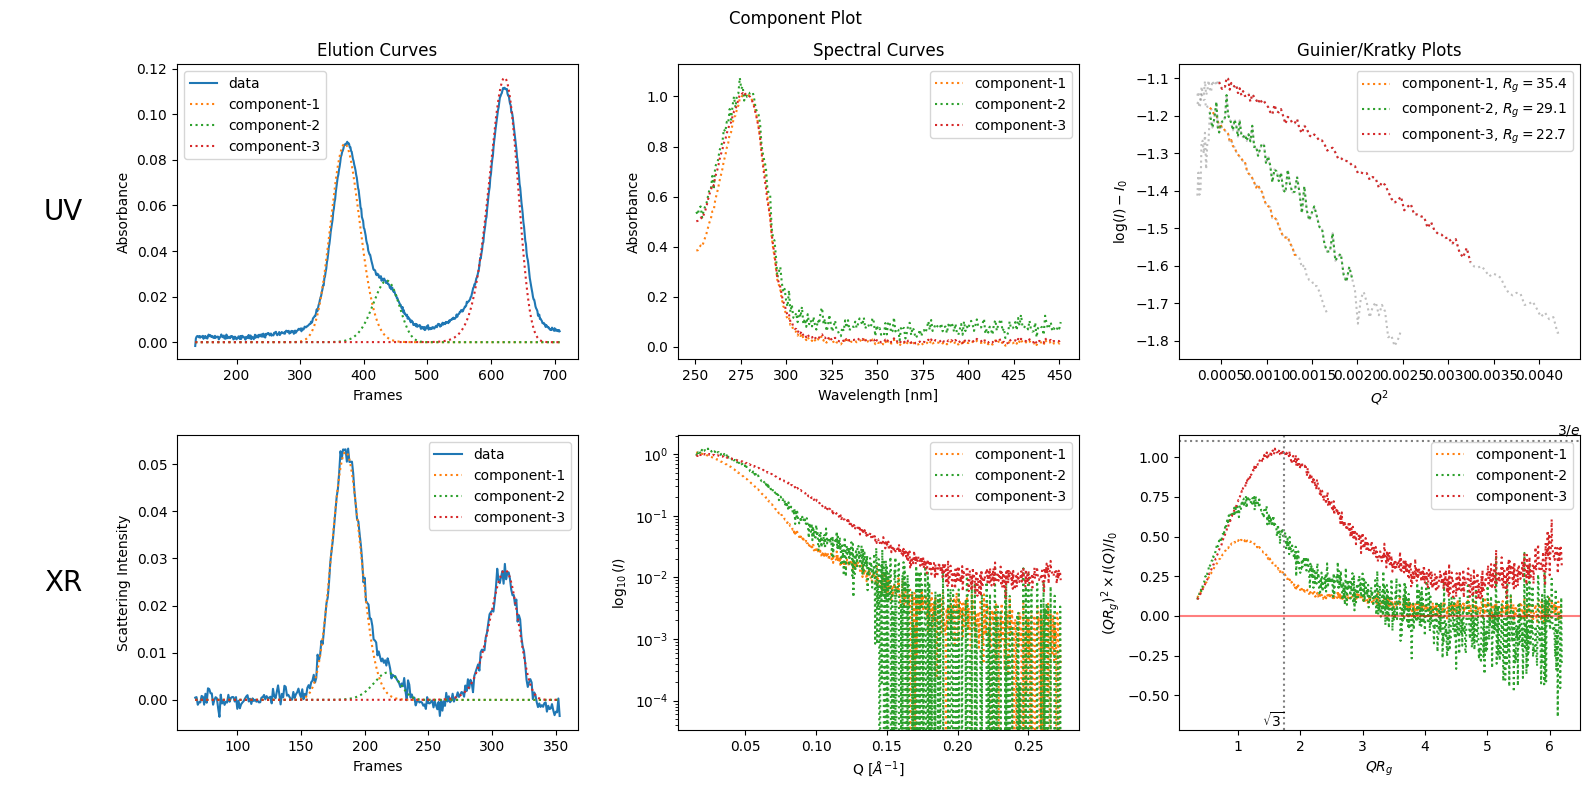 Component Plot
Elution Curves
0.12
0.10
0.08
0.06
0.04
0.02
0.00
Absorbance
data
component-1
component-2
component-3
200 300 400 500 600 700
Frames
Spectral Curves
1.0
0.8
0.6
0.4
0.2
0.0
Absorbance
component-1
component-2
component-3
250 275 300 325 350 375 400 425 450
Wavelength [nm]
Guinier/Kratky Plots
−1.1
−1.2
−1.3
−1.4
−1.5
−1.6
−1.7
−1.8
log(I) − I₀
component-1, R_g = 35.4
component-2, R_g = 29.1
component-3, R_g = 22.7
0.0005 0.0010 0.0015 0.0020 0.0025 0.0030 0.0035 0.0040
Q²
UV
XR
0.05
0.04
0.03
0.02
0.01
0.00
Scattering Intensity
data
component-1
component-2
component-3
100 150 200 250 300 350
Frames
10⁰
10⁻¹
10⁻²
10⁻³
10⁻⁴
log₁₀ (I)
component-1
component-2
component-3
0.05 0.10 0.15 0.20 0.25
Q [Å⁻¹]
3/e
1.00
0.75
0.50
0.25
0.00
−0.25
−0.50
(QR_g)² × I(Q)/I₀
component-1
component-2
component-3
√3
1 2 3 4 5 6
QR_g